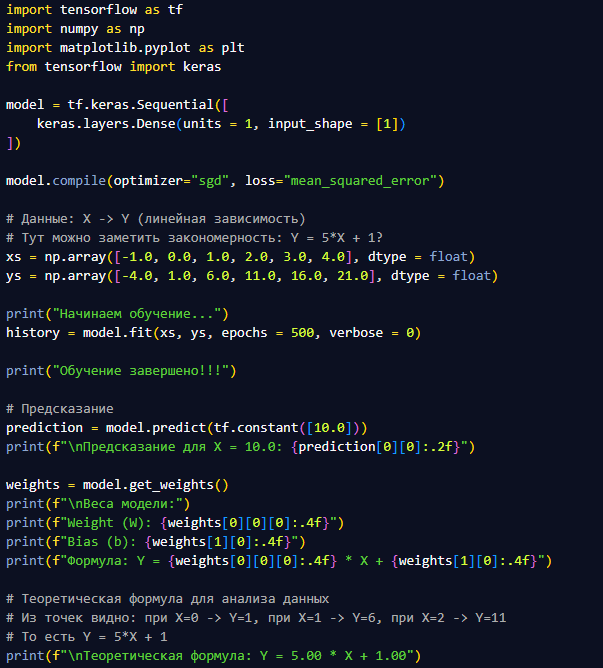 import tensorflow as tf
import numpy as np
import matplotlib.pyplot as plt
from tensorflow import keras

model = tf.keras.Sequential([
    keras.layers.Dense(units = 1, input_shape = [1])
])

model.compile(optimizer="sgd", loss="mean_squared_error")

# Данные: X -> Y (линейная зависимость)
# Тут можно заметить закономерность: Y = 5*X + 1?
xs = np.array([-1.0, 0.0, 1.0, 2.0, 3.0, 4.0], dtype = float)
ys = np.array([-4.0, 1.0, 6.0, 11.0, 16.0, 21.0], dtype = float)

print("Начинаем обучение...")
history = model.fit(xs, ys, epochs = 500, verbose = 0)

print("Обучение завершено!!!")

# Предсказание
prediction = model.predict(tf.constant([10.0]))
print(f"\nПредсказание для X = 10.0: {prediction[0][0]:.2f}")

weights = model.get_weights()
print(f"\nВеса модели:")
print(f"Weight (W): {weights[0][0][0]:.4f}")
print(f"Bias (b): {weights[1][0]:.4f}")
print(f"Формула: Y = {weights[0][0][0]:.4f} * X + {weights[1][0]:.4f}")

# Теоретическая формула для анализа данных
# Из точек видно: при X=0 -> Y=1, при X=1 -> Y=6, при X=2 -> Y=11
# То есть Y = 5*X + 1
print(f"\nТеоретическая формула: Y = 5.00 * X + 1.00")